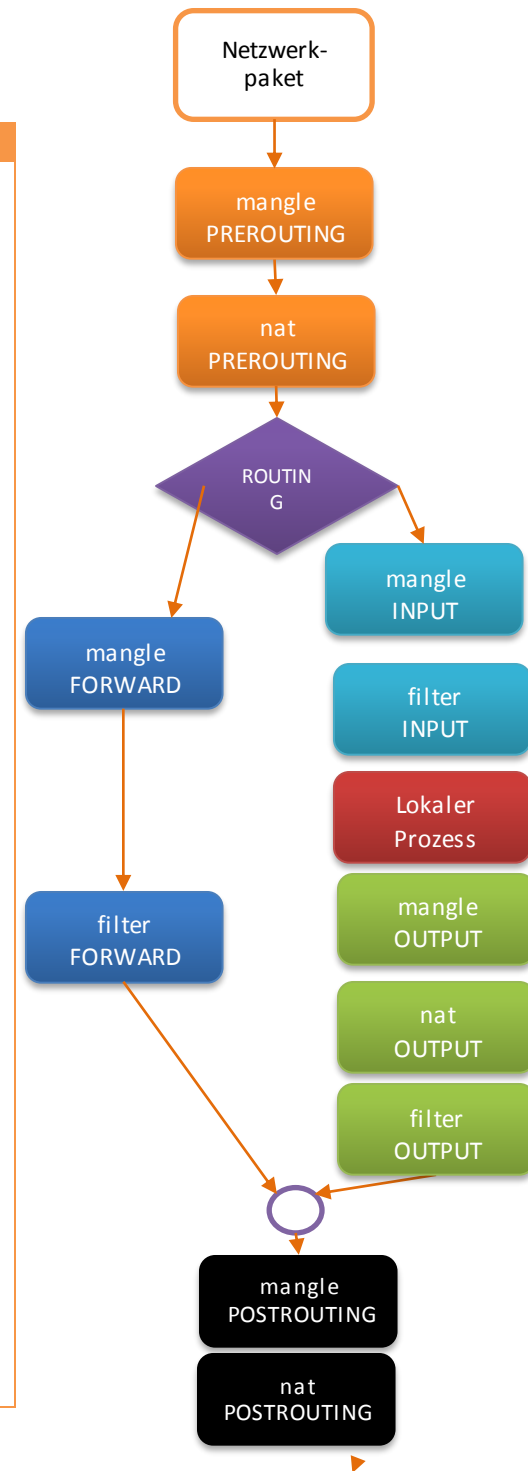 Netzwerk-
paket
mangle
PREROUTING
nat
PREROUTING
ROUTIN
G
mangle
INPUT
mangle
FORWARD
filter
INPUT
Lokaler
Prozess
mangle
OUTPUT
filter
FORWARD
nat
OUTPUT
filter
OUTPUT
mangle
POSTROUTING
nat
POSTROUTING